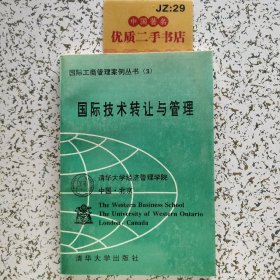 JZ:29
中国书香
优质二手书店
国际工商管理案例丛书（3）
国际技术转让与管理
清华大学经济管理学院
中国·北京
The Western Business School
The University of Western Ontario
London · Canada
清华大学出版社